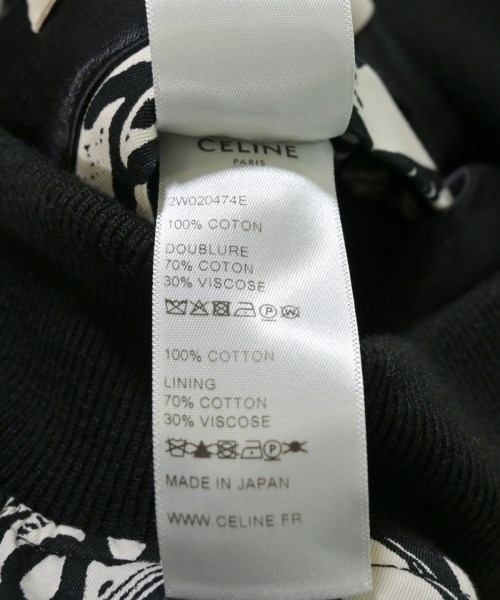 CELINE
PARIS
2W020474E
100% COTON
DOUBLURE
70% COTON
30% VISCOSE
100% COTTON
LINING
70% COTTON
30% VISCOSE
MADE IN JAPAN
WWW.CELINE.FR